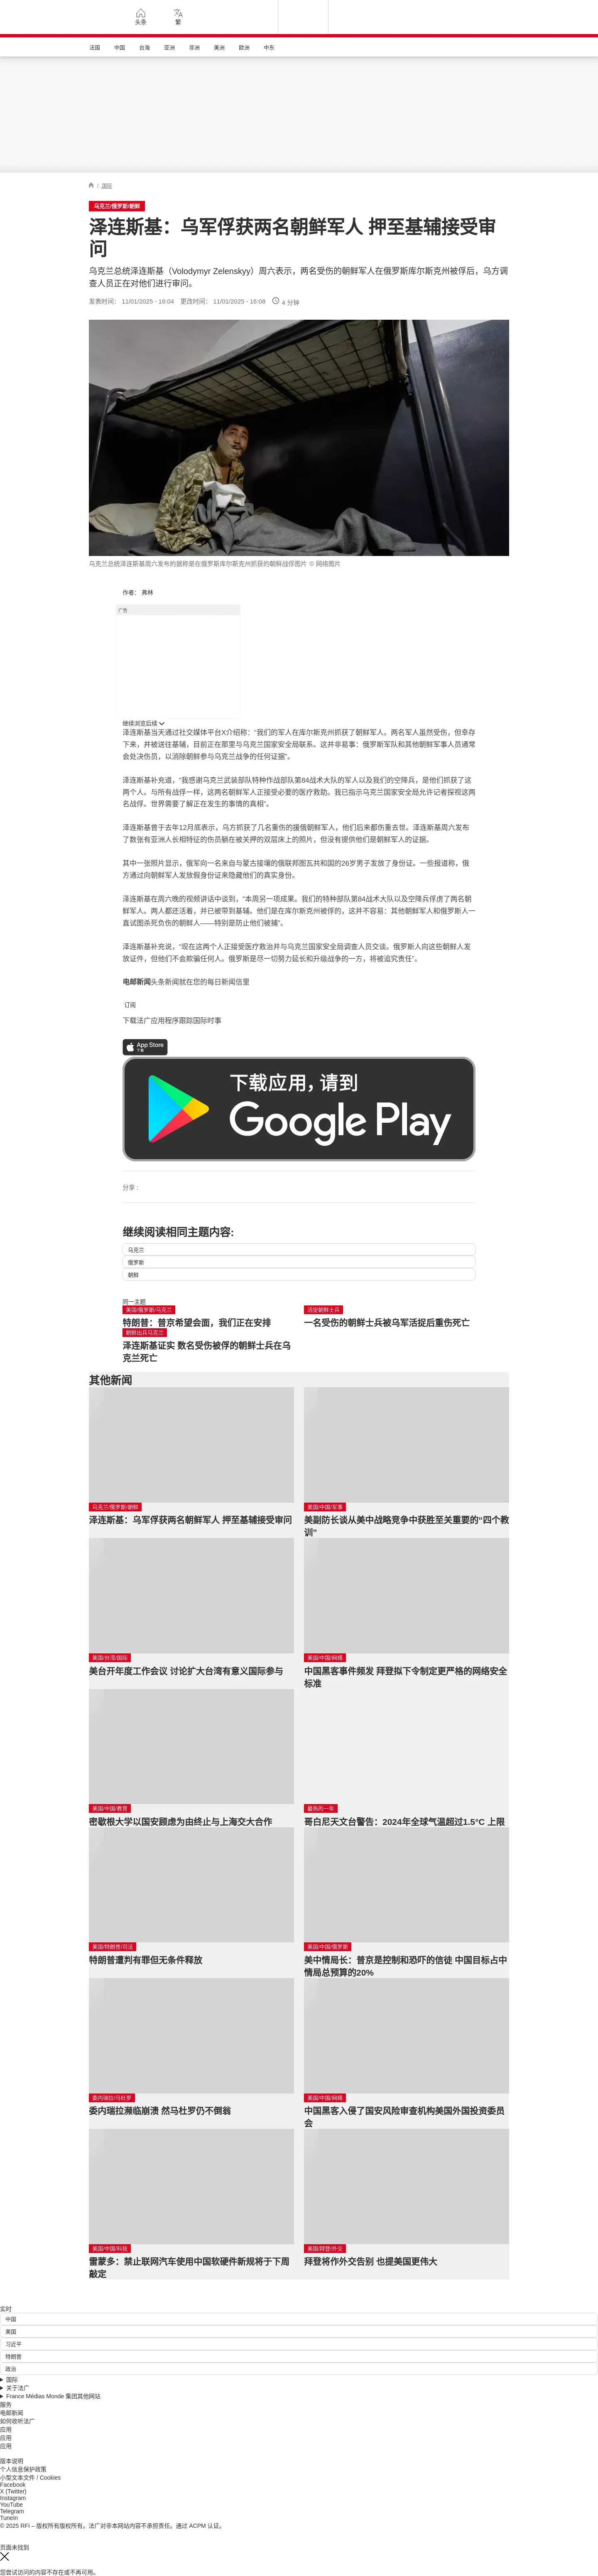 头条
繁
法国
中国
台海
亚洲
非洲
美洲
欧洲
中东
/ 国际
乌克兰/俄罗斯/朝鲜
泽连斯基：乌军俘获两名朝鲜军人 押至基辅接受审
问
乌克兰总统泽连斯基（Volodymyr Zelenskyy）周六表示，两名受伤的朝鲜军人在俄罗斯库尔斯克州被俘后，乌方调
查人员正在对他们进行审问。
发表时间： 11/01/2025 - 16:04 更改时间： 11/01/2025 - 16:08 4 分钟
乌克兰总统泽连斯基周六发布的据称是在俄罗斯库尔斯克州抓获的朝鲜战俘图片 © 网络图片
作者： 弗林
广告
继续浏览后续
泽连斯基当天通过社交媒体平台X介绍称：“我们的军人在库尔斯克州抓获了朝鲜军人。两名军人虽然受伤，但幸存
下来，并被送往基辅，目前正在那里与乌克兰国家安全局联系。这并非易事：俄罗斯军队和其他朝鲜军事人员通常
会处决伤员，以消除朝鲜参与乌克兰战争的任何证据”。
泽连斯基补充道，“我感谢乌克兰武装部队特种作战部队第84战术大队的军人以及我们的空降兵，是他们抓获了这
两个人。与所有战俘一样，这两名朝鲜军人正接受必要的医疗救助。我已指示乌克兰国家安全局允许记者探视这两
名战俘。世界需要了解正在发生的事情的真相”。
泽连斯基曾于去年12月底表示，乌方抓获了几名重伤的援俄朝鲜军人，他们后来都伤重去世。泽连斯基周六发布
了数张有亚洲人长相特征的伤员躺在被关押的双层床上的照片，但没有提供他们是朝鲜军人的证据。
其中一张照片显示，俄军向一名来自与蒙古接壤的俄联邦图瓦共和国的26岁男子发放了身份证。一些报道称，俄
方通过向朝鲜军人发放假身份证来隐藏他们的真实身份。
泽连斯基在周六晚的视频讲话中谈到，“本周另一项成果。我们的特种部队第84战术大队以及空降兵俘虏了两名朝
鲜军人。两人都还活着，并已被带到基辅。他们是在库尔斯克州被俘的，这并不容易：其他朝鲜军人和俄罗斯人一
直试图杀死负伤的朝鲜人——特别是防止他们被捕”。
泽连斯基补充说，“现在这两个人正接受医疗救治并与乌克兰国家安全局调查人员交谈。俄罗斯人向这些朝鲜人发
放证件，但他们不会欺骗任何人。俄罗斯是尽一切努力延长和升级战争的一方，将被追究责任”。
电邮新闻头条新闻就在您的每日新闻信里
订阅
下载法广应用程序跟踪国际时事
App Store
下载
下载应用，请到
Google Play
分享 :
继续阅读相同主题内容:
乌克兰
俄罗斯
朝鲜
同一主题
美国/俄罗斯/乌克兰
特朗普：普京希望会面，我们正在安排
活捉朝鲜士兵
一名受伤的朝鲜士兵被乌军活捉后重伤死亡
朝鲜出兵乌克兰
泽连斯基证实 数名受伤被俘的朝鲜士兵在乌
克兰死亡
其他新闻
乌克兰/俄罗斯/朝鲜
泽连斯基：乌军俘获两名朝鲜军人 押至基辅接受审问
美国/中国/军事
美副防长谈从美中战略竞争中获胜至关重要的“四个教
训”
美国/台湾/国际
美台开年度工作会议 讨论扩大台湾有意义国际参与
美国/中国/网络
中国黑客事件频发 拜登拟下令制定更严格的网络安全
标准
美国/中国/教育
密歇根大学以国安顾虑为由终止与上海交大合作
最热的一年
哥白尼天文台警告：2024年全球气温超过1.5°C 上限
美国/特朗普/司法
特朗普遭判有罪但无条件释放
美国/中国/俄罗斯
美中情局长：普京是控制和恐吓的信徒 中国目标占中
情局总预算的20%
委内瑞拉/马杜罗
委内瑞拉濒临崩溃 然马杜罗仍不倒翁
美国/中国/网络
中国黑客入侵了国安风险审查机构美国外国投资委员
会
美国/中国/科技
雷蒙多：禁止联网汽车使用中国软硬件新规将于下周
敲定
美国/拜登/外交
拜登将作外交告别 也提美国更伟大
实时
中国
美国
习近平
特朗普
政治
国际
关于法广
France Médias Monde 集团其他网站
服务
电邮新闻
如何收听法广
应用
应用
应用
版本说明
个人信息保护政策
小型文本文件 / Cookies
Facebook
X (Twitter)
Instagram
YouTube
Telegram
TuneIn
© 2025 RFI – 版权所有版权所有。法广对非本网站内容不承担责任。通过 ACPM 认证。
页面未找到
您尝试访问的内容不存在或不再可用。